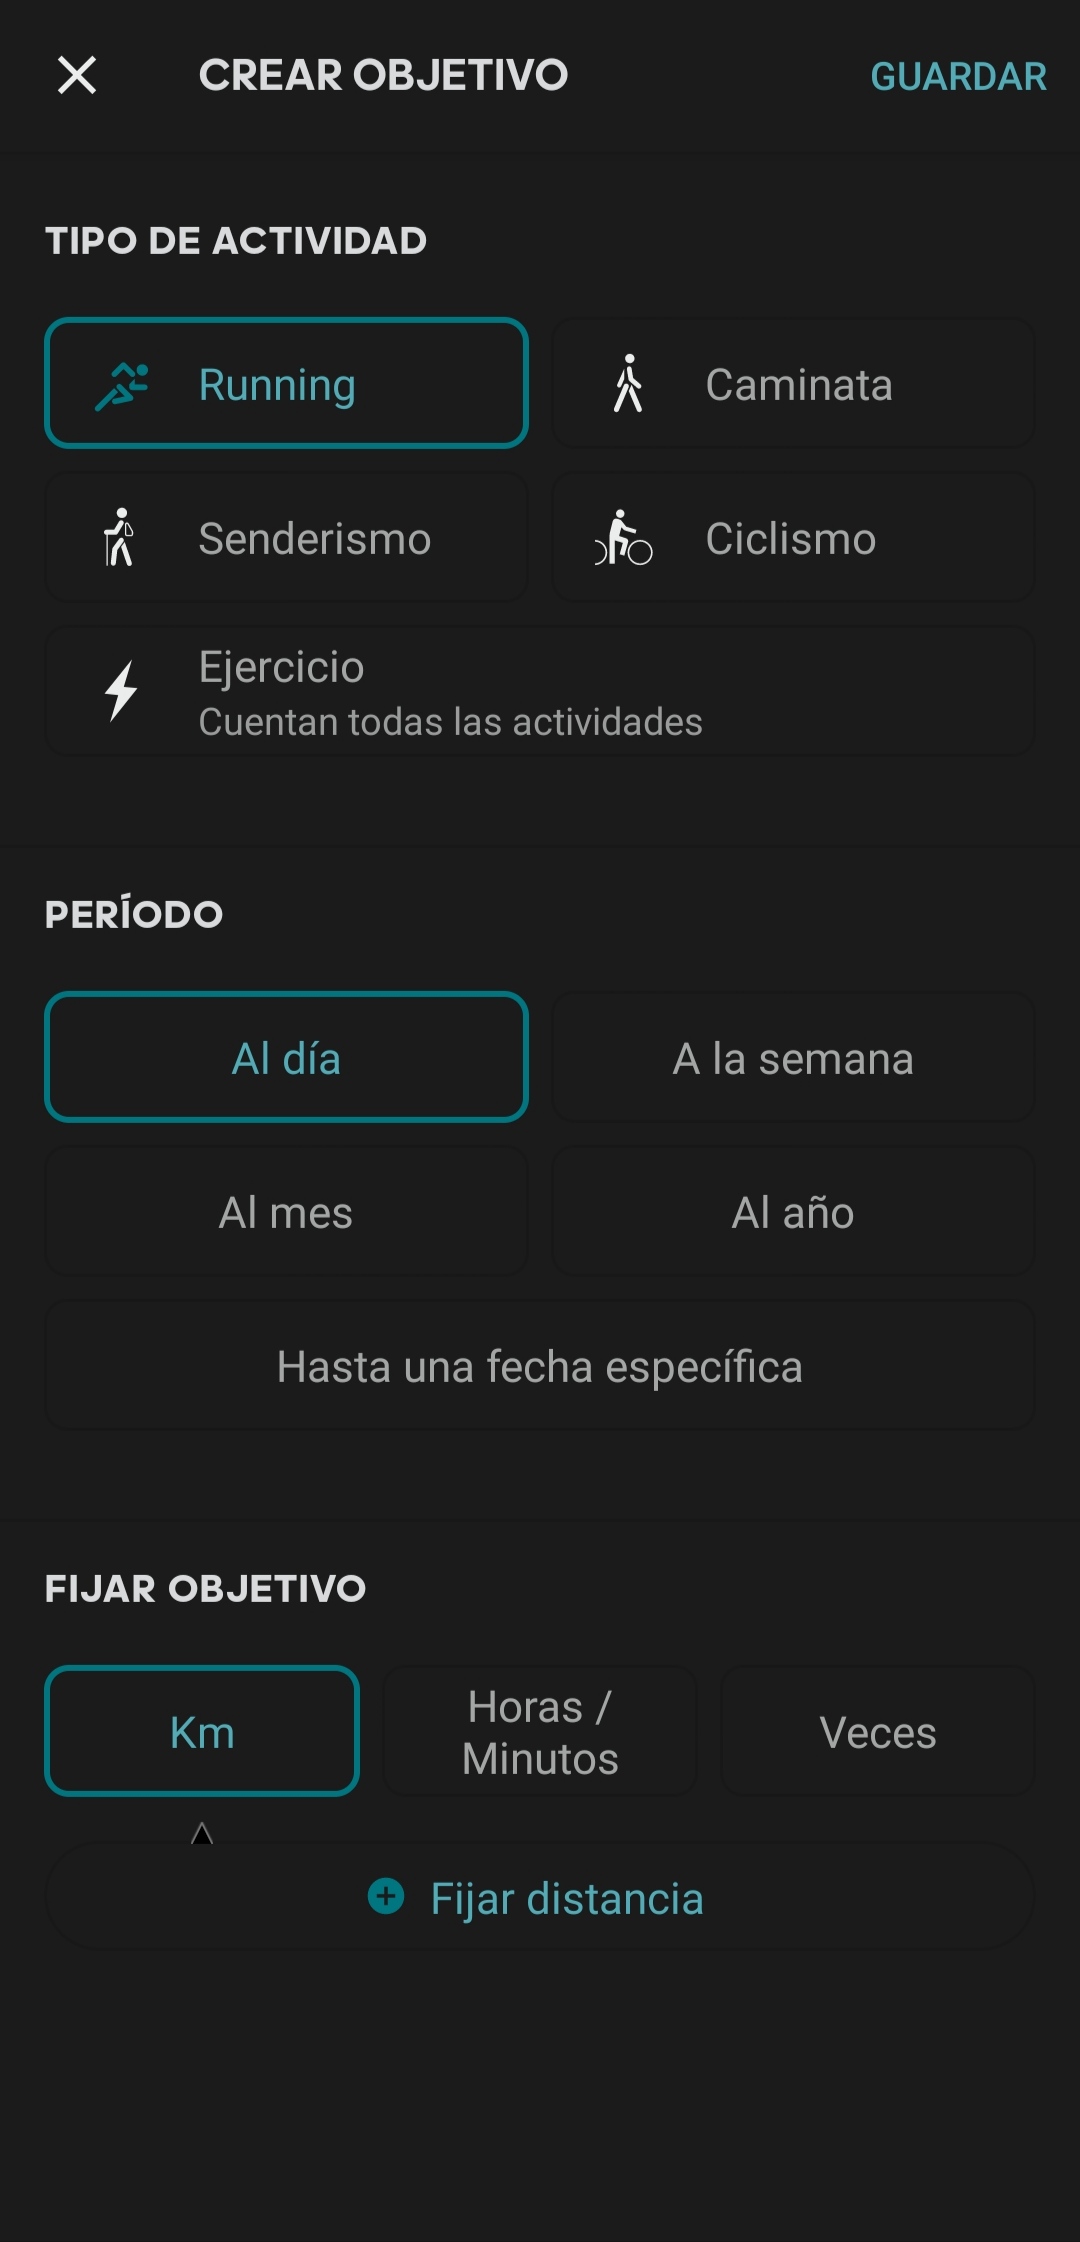 CREAR OBJETIVO
GUARDAR
TIPO DE ACTIVIDAD
Running
Caminata
Senderismo
Ciclismo
Ejercicio
Cuentan todas las actividades
PERÍODO
Al día
A la semana
Al mes
Al año
Hasta una fecha específica
FIJAR OBJETIVO
Km
Horas /
Minutos
Veces
Fijar distancia